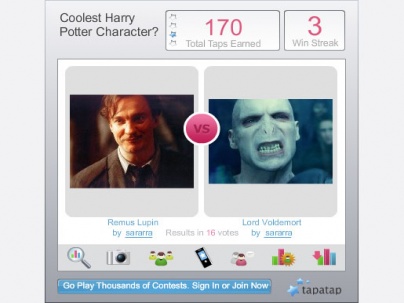 Coolest Harry
Potter Character?
170
Total Taps Earned
3
Win Streak
VS
Remus Lupin
by sararra
Lord Voldemort
by sararra
Results in 16 votes
Go Play Thousands of Contests. Sign In or Join Now
tapatap